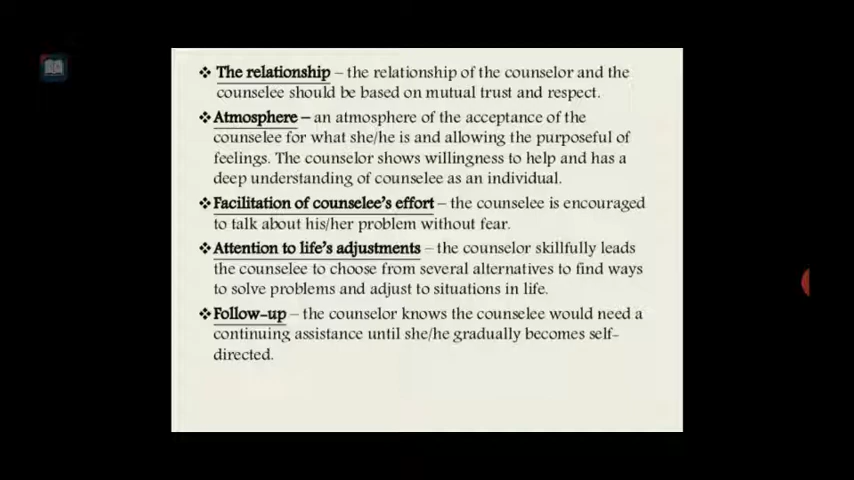 ❖ The relationship – the relationship of the counselor and the
counselee should be based on mutual trust and respect.
❖Atmosphere – an atmosphere of the acceptance of the
counselee for what she/he is and allowing the purposeful of
feelings. The counselor shows willingness to help and has a
deep understanding of counselee as an individual.
❖Facilitation of counselee's effort – the counselee is encouraged
to talk about his/her problem without fear.
❖Attention to life's adjustments – the counselor skillfully leads
the counselee to choose from several alternatives to find ways
to solve problems and adjust to situations in life.
❖Follow-up – the counselor knows the counselee would need a
continuing assistance until she/he gradually becomes self-
directed.